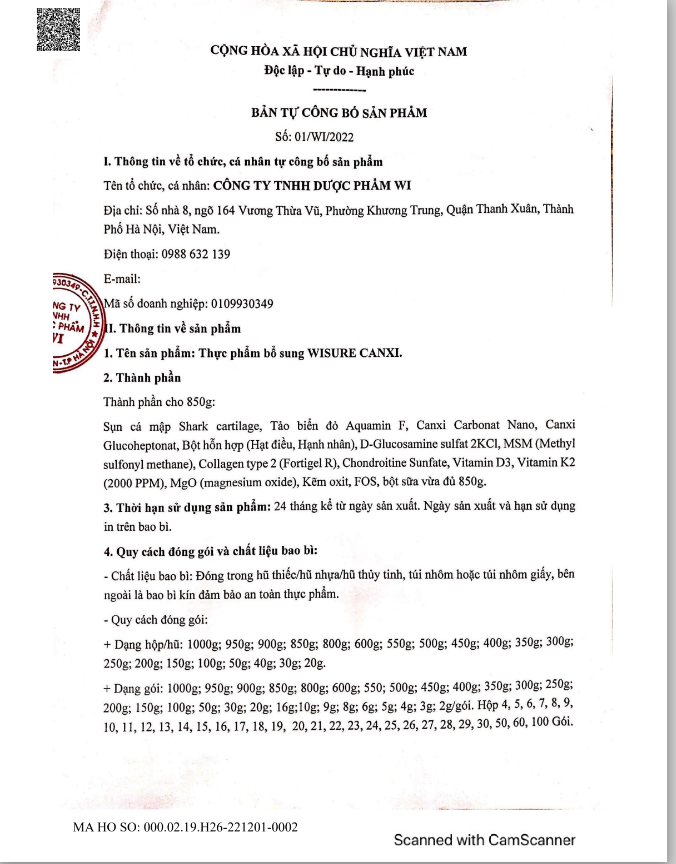 CỘNG HÒA XÃ HỘI CHỦ NGHĨA VIỆT NAM
Độc lập - Tự do - Hạnh phúc
-------------
BẢN TỰ CÔNG BỐ SẢN PHẨM
Số: 01/WI/2022
I. Thông tin về tổ chức, cá nhân tự công bố sản phẩm
Tên tổ chức, cá nhân: CÔNG TY TNHH DƯỢC PHẨM WI
Địa chỉ: Số nhà 8, ngõ 164 Vương Thừa Vũ, Phường Khương Trung, Quận Thanh Xuân, Thành
Phố Hà Nội, Việt Nam.
Điện thoại: 0988 632 139
E-mail:
Mã số doanh nghiệp: 0109930349
II. Thông tin về sản phẩm
1. Tên sản phẩm: Thực phẩm bổ sung WISURE CANXI.
2. Thành phần
Thành phần cho 850g:
Sụn cá mập Shark cartilage, Tảo biển đỏ Aquamin F, Canxi Carbonat Nano, Canxi
Glucoheptonat, Bột hỗn hợp (Hạt điều, Hạnh nhân), D-Glucosamine sulfat 2KCl, MSM (Methyl
sulfonyl methane), Collagen type 2 (Fortigel R), Chondroitine Sunfate, Vitamin D3, Vitamin K2
(2000 PPM), MgO (magnesium oxide), Kẽm oxit, FOS, bột sữa vừa đủ 850g.
3. Thời hạn sử dụng sản phẩm: 24 tháng kể từ ngày sản xuất. Ngày sản xuất và hạn sử dụng
in trên bao bì.
4. Quy cách đóng gói và chất liệu bao bì:
- Chất liệu bao bì: Đóng trong hũ thiếc/hũ nhựa/hũ thủy tinh, túi nhôm hoặc túi nhôm giấy, bên
ngoài là bao bì kín đảm bảo an toàn thực phẩm.
- Quy cách đóng gói:
+ Dạng hộp/hũ: 1000g; 950g; 900g; 850g; 800g; 600g; 550g; 500g; 450g; 400g; 350g; 300g;
250g; 200g; 150g; 100g; 50g; 40g; 30g; 20g.
+ Dạng gói: 1000g; 950g; 900g; 850g; 800g; 600g; 550; 500g; 450g; 400g; 350g; 300g; 250g;
200g; 150g; 100g; 50g; 30g; 20g; 16g;10g; 9g; 8g; 6g; 5g; 4g; 3g; 2g/gói. Hộp 4, 5, 6, 7, 8, 9,
10, 11, 12, 13, 14, 15, 16, 17, 18, 19, 20, 21, 22, 23, 24, 25, 26, 27, 28, 29, 30, 50, 60, 100 Gói.
930349-C.T.T.N.H.H
NG TY
NHH
C PHẨM
WI
N-T.P HÀ NỘI
MA HO SO: 000.02.19.H26-221201-0002
Scanned with CamScanner